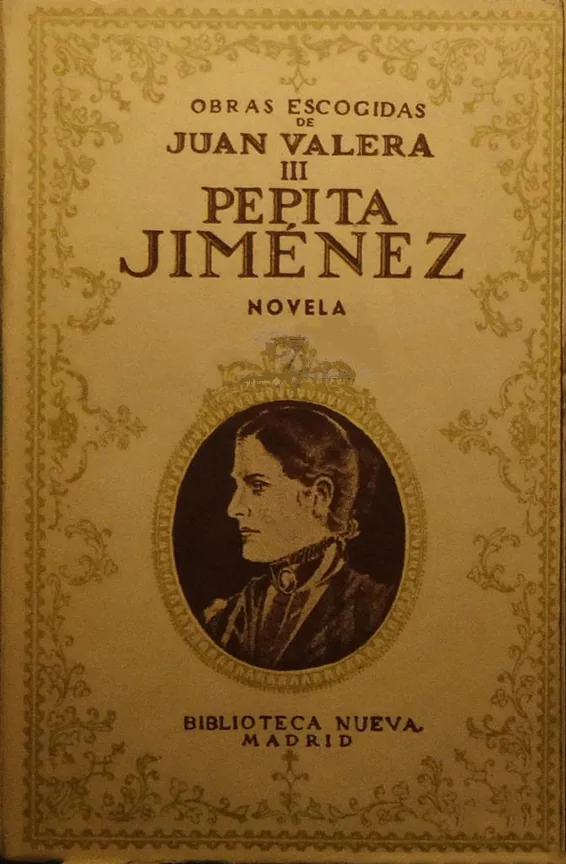 OBRAS ESCOGIDAS
DE
JUAN VALERA
III
PEPITA
JIMÉNEZ
NOVELA
BIBLIOTECA NUEVA
MADRID